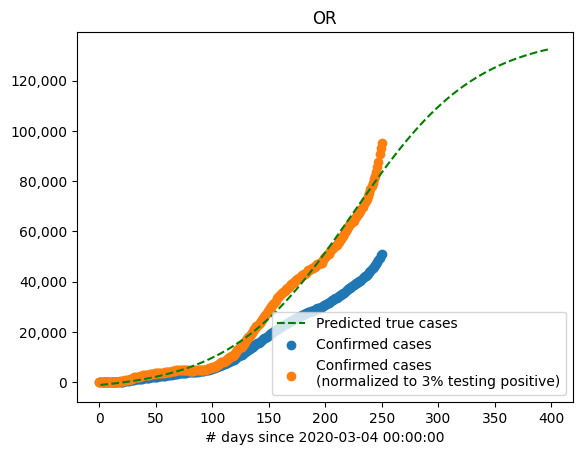 OR
120,000
100,000
80,000
60,000
40,000
20,000
0
Predicted true cases
Confirmed cases
Confirmed cases
(normalized to 3% testing positive)
0 50 100 150 200 250 300 350 400
# days since 2020-03-04 00:00:00